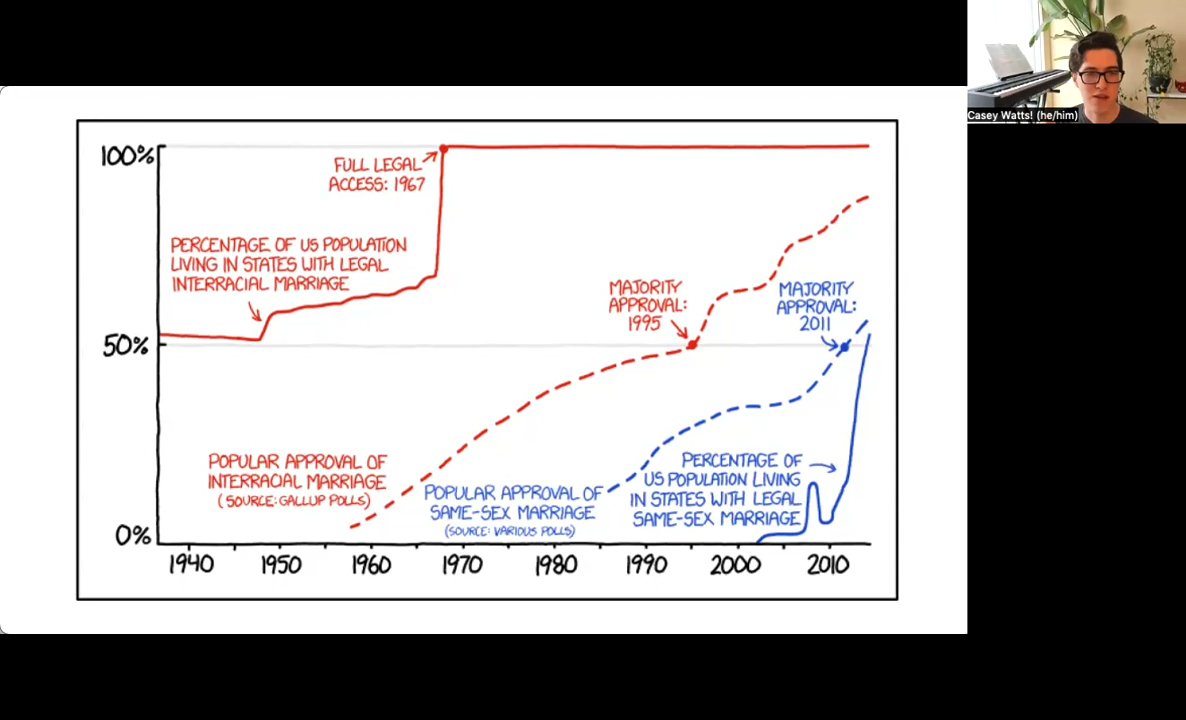 Casey Watts! (he/him)
100%
50%
0%
FULL LEGAL
ACCESS: 1967
PERCENTAGE OF US POPULATION
LIVING IN STATES WITH LEGAL
INTERRACIAL MARRIAGE
MAJORITY
APPROVAL:
1995
MAJORITY
APPROVAL:
2011
POPULAR APPROVAL OF
INTERRACIAL MARRIAGE
(SOURCE: GALLUP POLLS)
POPULAR APPROVAL OF
SAME-SEX MARRIAGE
(SOURCE: VARIOUS POLLS)
PERCENTAGE OF
US POPULATION LIVING
IN STATES WITH LEGAL
SAME-SEX MARRIAGE
1940 1950 1960 1970 1980 1990 2000 2010